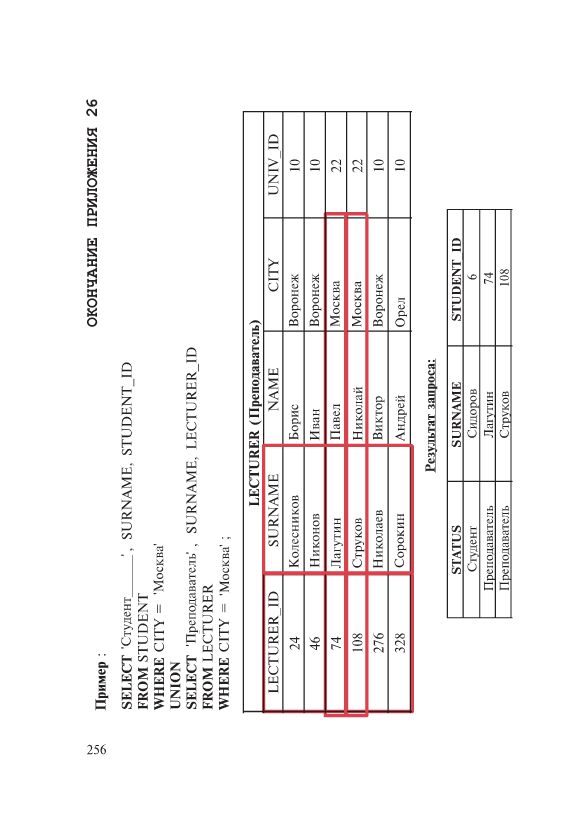 ОКОНЧАНИЕ ПРИЛОЖЕНИЯ 26
Пример :
SELECT 'Студент____', SURNAME, STUDENT_ID
FROM STUDENT
WHERE CITY = 'Москва'
UNION
SELECT 'Преподаватель', SURNAME, LECTURER_ID
FROM LECTURER
WHERE CITY = 'Москва' ;
LECTURER (Преподаватель)
LECTURER_ID SURNAME NAME CITY UNIV_ID
24 Колесников Борис Воронеж 10
46 Никонов Иван Воронеж 10
74 Лагутин Павел Москва 22
108 Струков Николай Москва 22
276 Николаев Виктор Воронеж 10
328 Сорокин Андрей Орел 10
Результат запроса:
STATUS SURNAME STUDENT_ID
Студент Сидоров 6
Преподаватель Лагутин 74
Преподаватель Струков 108
256